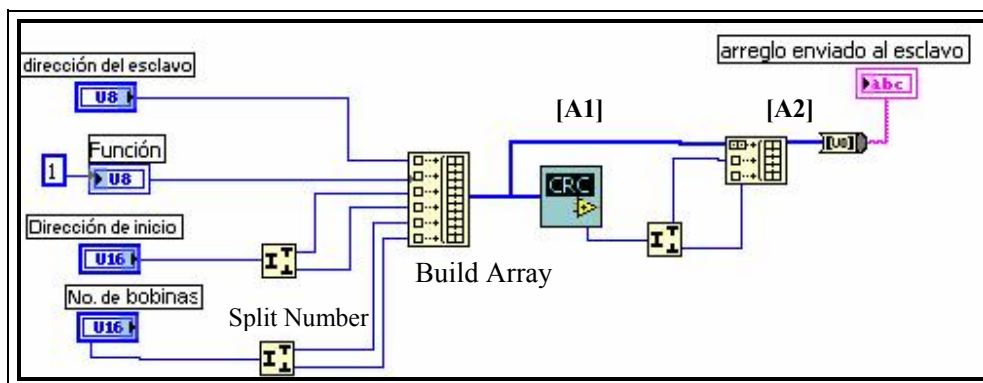 arreglo enviado al esclavo
abc
dirección del esclavo
U8
[A1]
[A2]
[U8]
Función
1
U8
CRC
Dirección de inicio
U16
Build Array
No. de bobinas
U16
Split Number